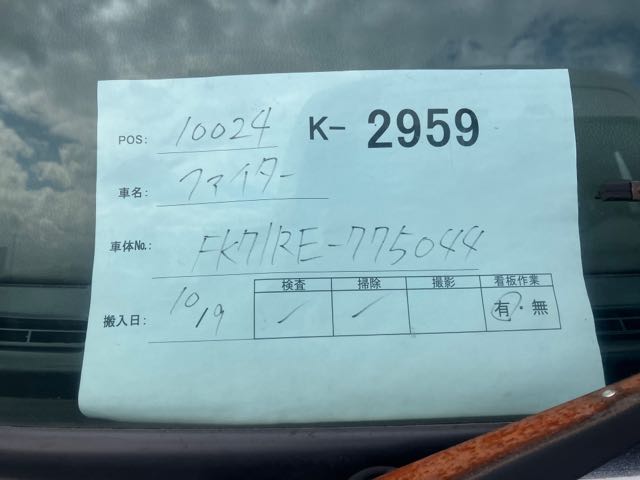 POS: 10024 K- 2959
車名: ファイター
車体No.: FK71RE-775044
搬入日: 10/19
検査 掃除 撮影 看板作業
有・無